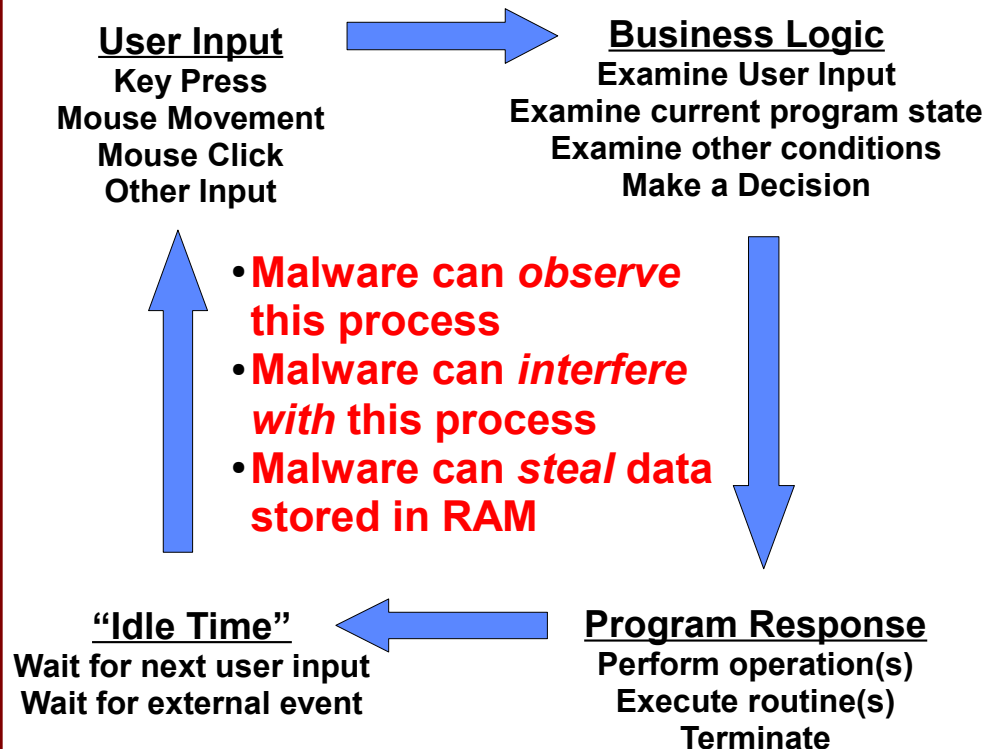 User Input
Key Press
Mouse Movement
Mouse Click
Other Input
Business Logic
Examine User Input
Examine current program state
Examine other conditions
Make a Decision
•Malware can observe
this process
•Malware can interfere
with this process
•Malware can steal data
stored in RAM
“Idle Time”
Wait for next user input
Wait for external event
Program Response
Perform operation(s)
Execute routine(s)
Terminate